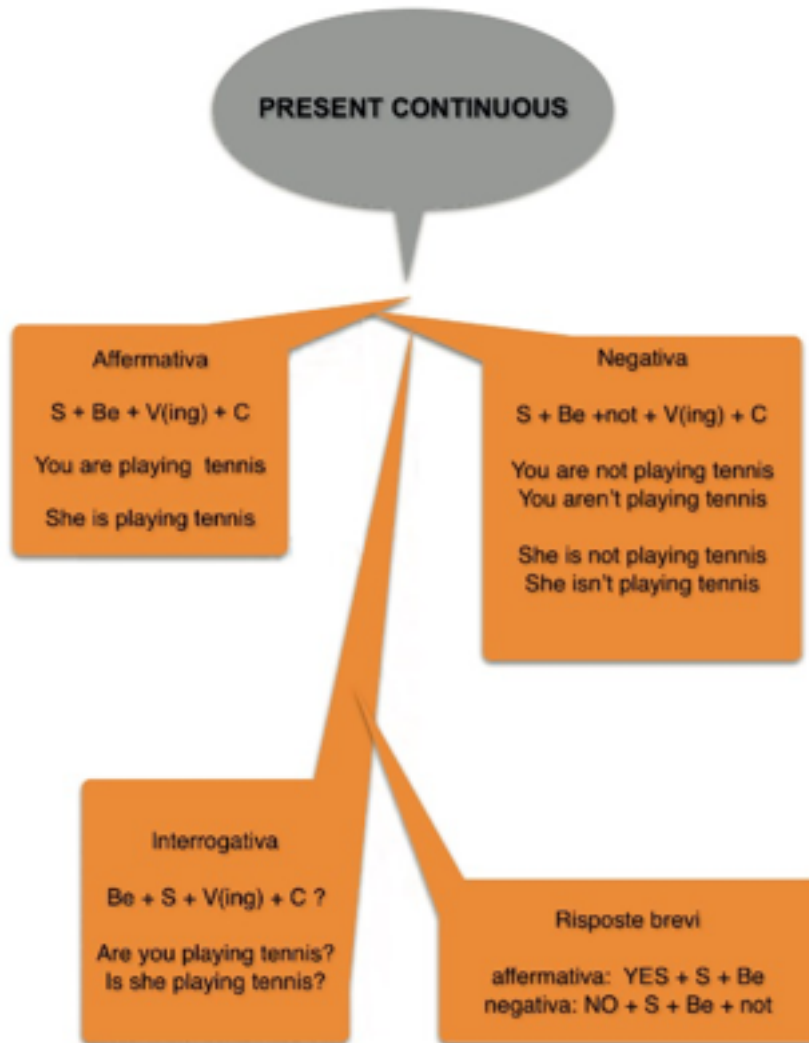 PRESENT CONTINUOUS
Affermativa
S + Be + V(ing) + C
You are playing tennis
She is playing tennis
Negativa
S + Be +not + V(ing) + C
You are not playing tennis
You aren't playing tennis
She is not playing tennis
She isn't playing tennis
Interrogativa
Be + S + V(ing) + C ?
Are you playing tennis?
Is she playing tennis?
Risposte brevi
affermativa: YES + S + Be
negativa: NO + S + Be + not